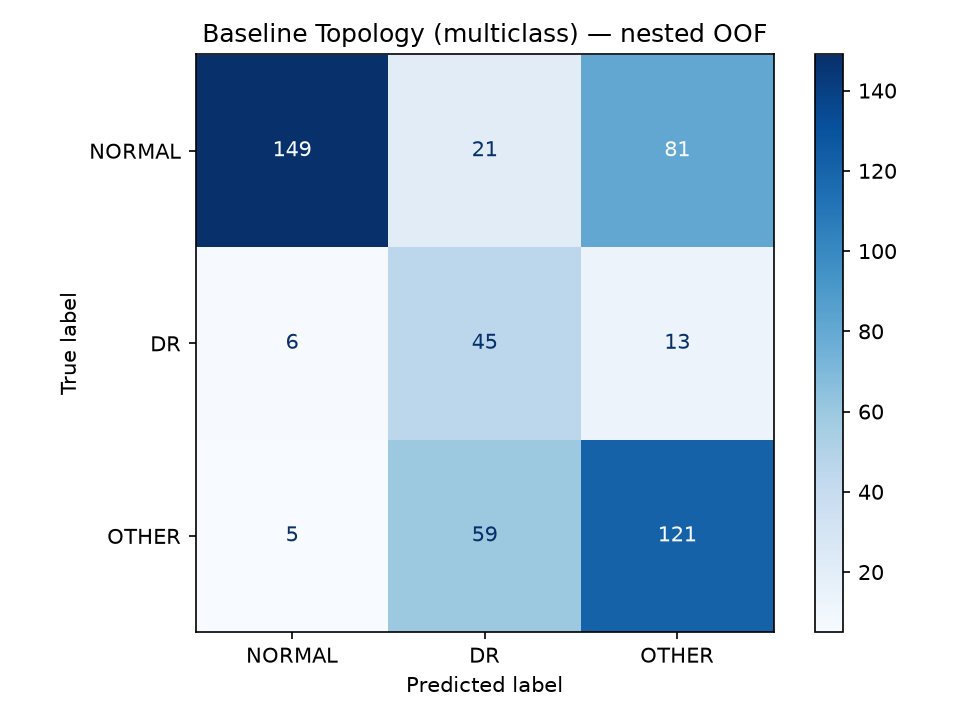 Baseline Topology (multiclass) — nested OOF
NORMAL
149
21
81
DR
6
45
13
OTHER
5
59
121
NORMAL
DR
OTHER
Predicted label
True label
140
120
100
80
60
40
20